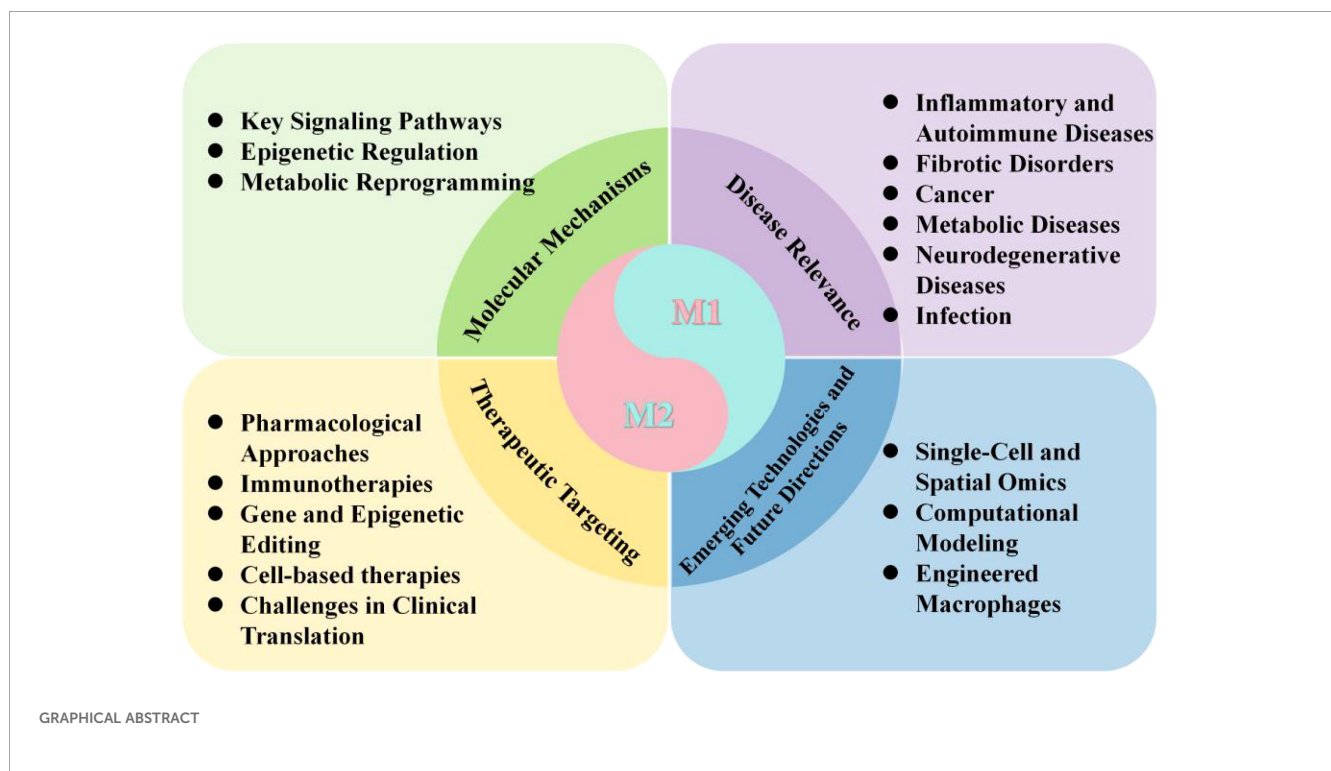 ● Key Signaling Pathways
● Epigenetic Regulation
● Metabolic Reprogramming
Molecular Mechanisms
● Inflammatory and
Autoimmune Diseases
● Fibrotic Disorders
● Cancer
● Metabolic Diseases
● Neurodegenerative
Diseases
● Infection
Disease Relevance
M1
M2
● Pharmacological
Approaches
● Immunotherapies
● Gene and Epigenetic
Editing
● Cell-based therapies
● Challenges in Clinical
Translation
Therapeutic Targeting
Emerging Technologies and
Future Directions
● Single-Cell and
Spatial Omics
● Computational
Modeling
● Engineered
Macrophages
GRAPHICAL ABSTRACT